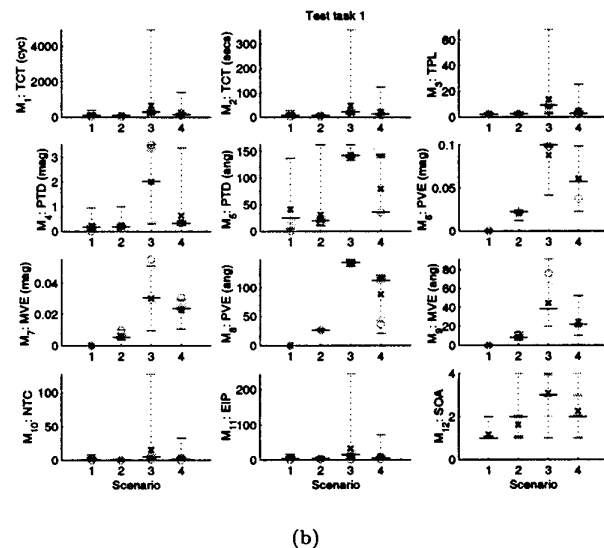 Test task 1
M1: TCT (cyc)
4000
2000
0
1 2 3 4
M2: TCT (secs)
300
200
100
0
1 2 3 4
M3: TPL
60
40
20
0
1 2 3 4
M4: PTD (mag)
4
3
2
1
0
1 2 3 4
M5: PTD (ang)
150
100
50
0
1 2 3 4
M6: PVE (mag)
0.1
0.05
0
1 2 3 4
M7: MVE (mag)
0.04
0.02
0
1 2 3 4
M8: PVE (ang)
100
50
0
1 2 3 4
M9: MVE (ang)
80
60
40
20
0
1 2 3 4
M10: NTC
100
50
0
1 2 3 4
Scenario
M11: EIP
200
100
0
1 2 3 4
Scenario
M12: SOA
4
2
0
1 2 3 4
Scenario
(b)